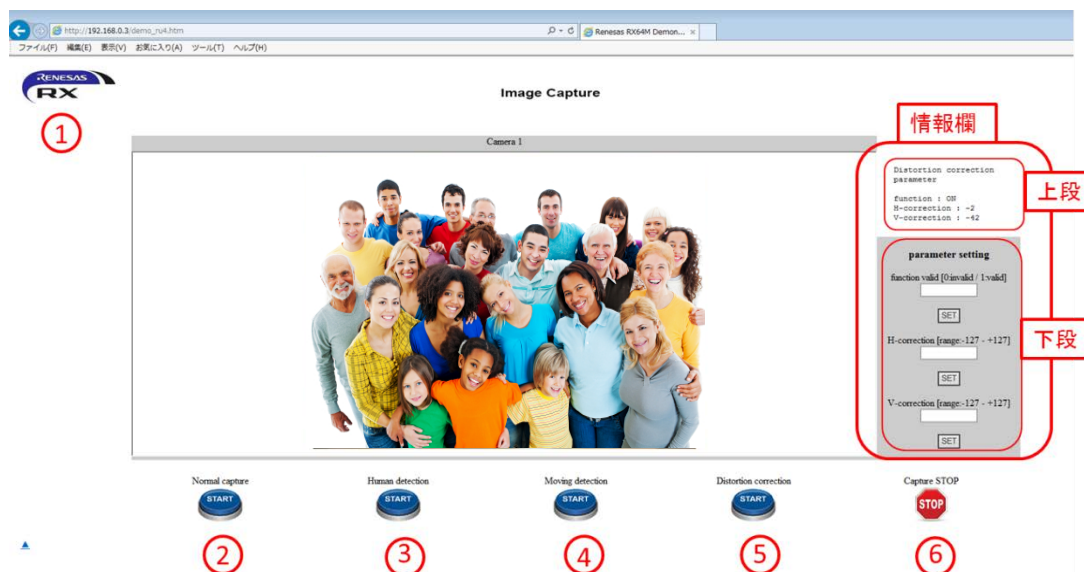 http://192.168.0.3/demo_ru4.htm
Renesas RX64M Demon...
ファイル(F) 編集(E) 表示(V) お気に入り(A) ツール(T) ヘルプ(H)
RENESAS
RX
Image Capture
①
情報欄
Camera 1
Distortion correction
parameter
function : ON
H-correction : -2
V-correction : -42
上段
parameter setting
function valid [0:invalid / 1:valid]
SET
H-correction [range:-127 - +127]
下段
SET
V-correction [range:-127 - +127]
SET
Normal capture Human detection Moving detection Distortion correction Capture STOP
START START START START STOP
② ③ ④ ⑤ ⑥